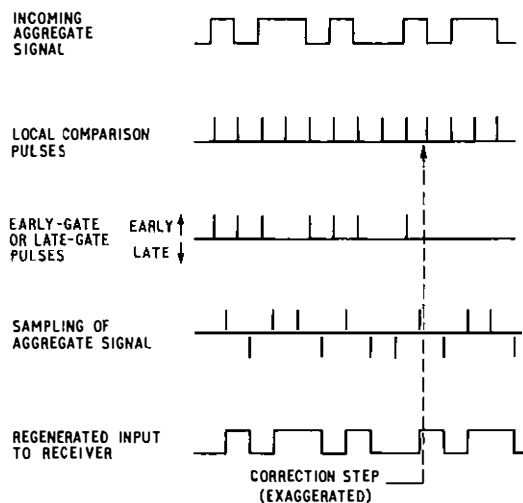 INCOMING
AGGREGATE
SIGNAL
LOCAL COMPARISON
PULSES
EARLY-GATE
OR LATE-GATE
PULSES
EARLY
LATE
SAMPLING OF
AGGREGATE SIGNAL
REGENERATED INPUT
TO RECEIVER
CORRECTION STEP
(EXAGGERATED)